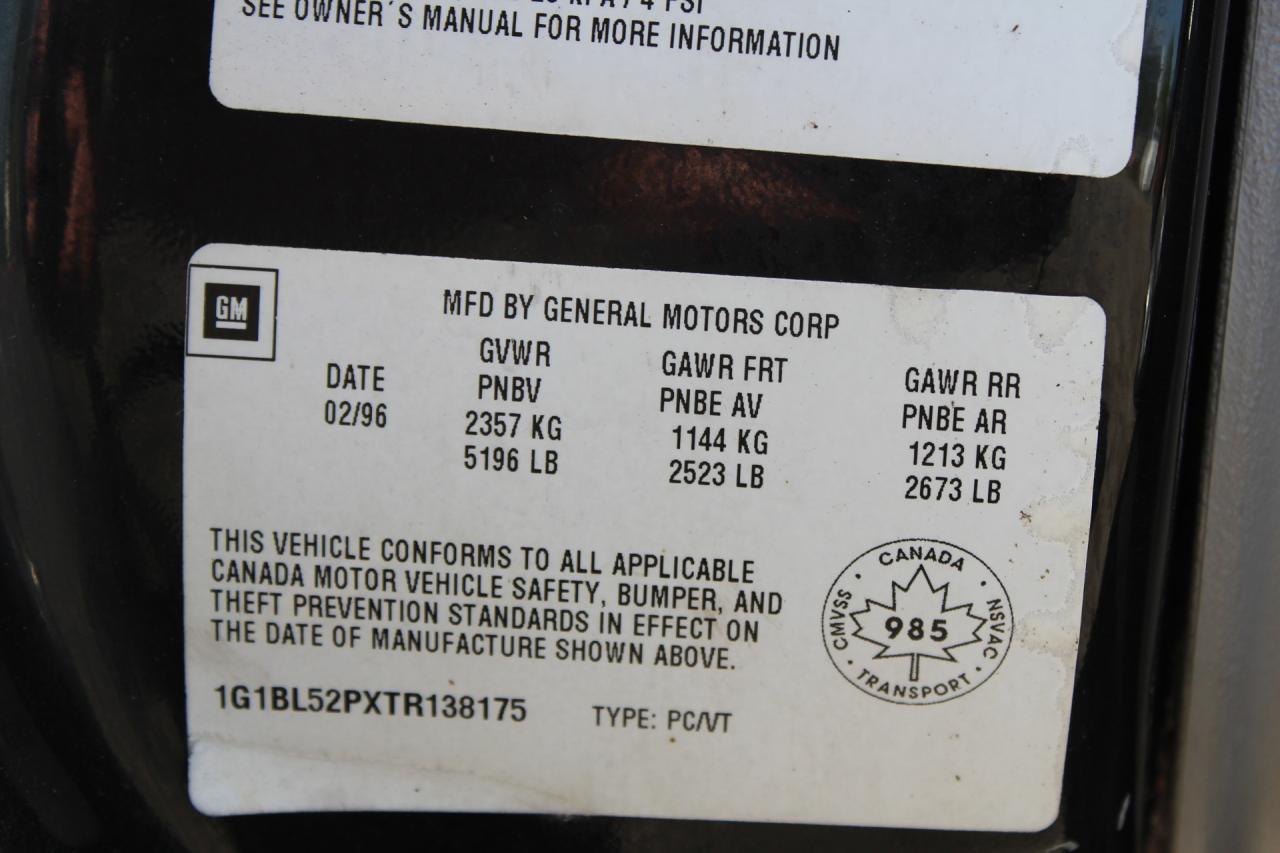 SEE OWNER'S MANUAL FOR MORE INFORMATION
GM
MFD BY GENERAL MOTORS CORP
DATE
02/96
GVWR
PNBV
2357 KG
5196 LB
GAWR FRT
PNBE AV
1144 KG
2523 LB
GAWR RR
PNBE AR
1213 KG
2673 LB
THIS VEHICLE CONFORMS TO ALL APPLICABLE
CANADA MOTOR VEHICLE SAFETY, BUMPER, AND
THEFT PREVENTION STANDARDS IN EFFECT ON
THE DATE OF MANUFACTURE SHOWN ABOVE.
CANADA
CMVSS · NSVAC
985
TRANSPORT
1G1BL52PXTR138175 TYPE: PC/VT